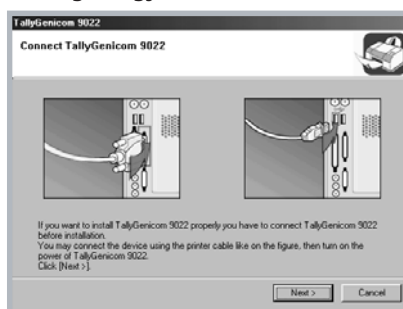 TallyGenicom 9022
Connect TallyGenicom 9022
If you want to install TallyGenicom 9022 properly you have to connect TallyGenicom 9022
before installation.
You may connect the device using the printer cable like on the figure, then turn on the
power of TallyGenicom 9022.
Click [Next >].
Next > Cancel